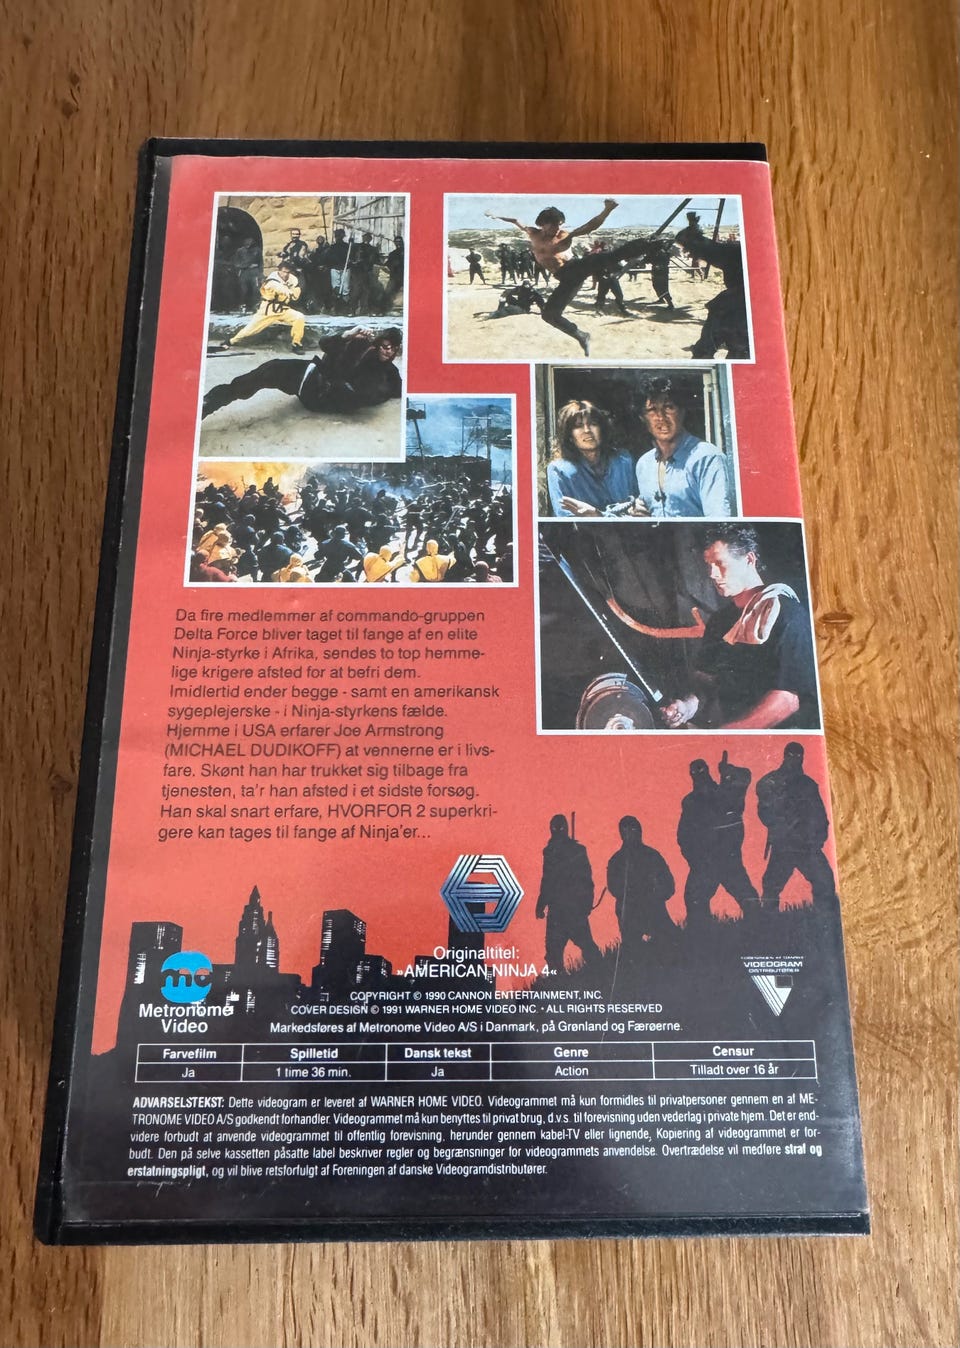 Da fire medlemmer af commando-gruppen
Delta Force bliver taget til fange af en elite
Ninja-styrke i Afrika, sendes to top hemme-
lige krigere afsted for at befri dem.
Imidlertid ender begge - samt en amerikansk
sygeplejerske - i Ninja-styrkens fælde.
Hjemme i USA erfarer Joe Armstrong
(MICHAEL DUDIKOFF) at vennerne er i livs-
fare. Skønt han har trukket sig tilbage fra
tjenesten, ta'r han afsted i et sidste forsøg.
Han skal snart erfare, HVORFOR 2 superkri-
gere kan tages til fange af Ninja'er...
Originaltitel:
»AMERICAN NINJA 4«
me
Metronome
Video
VIDEOGRAM
DISTRIBUTØRER
COPYRIGHT © 1990 CANNON ENTERTAINMENT, INC.
COVER DESIGN © 1991 WARNER HOME VIDEO INC. • ALL RIGHTS RESERVED
Markedsføres af Metronome Video A/S i Danmark, på Grønland og Færøerne.
Farvefilm Spilletid Dansk tekst Genre Censur
Ja 1 time 36 min. Ja Action Tilladt over 16 år
ADVARSELSTEKST: Dette videogram er leveret af WARNER HOME VIDEO. Videogrammet må kun formidles til privatpersoner gennem en af ME-
TRONOME VIDEO A/S godkendt forhandler. Videogrammet må kun benyttes til privat brug, d.v.s. til forevisning uden vederlag i private hjem. Det er end-
videre forbudt at anvende videogrammet til offentlig forevisning, herunder gennem kabel-TV eller lignende, Kopiering af videogrammet er for-
budt. Den på selve kassetten påsatte label beskriver regler og begrænsninger for videogrammets anvendelse. Overtrædelse vil medføre straf og
erstatningspligt, og vil blive retsforfulgt af Foreningen af danske Videogramdistributører.